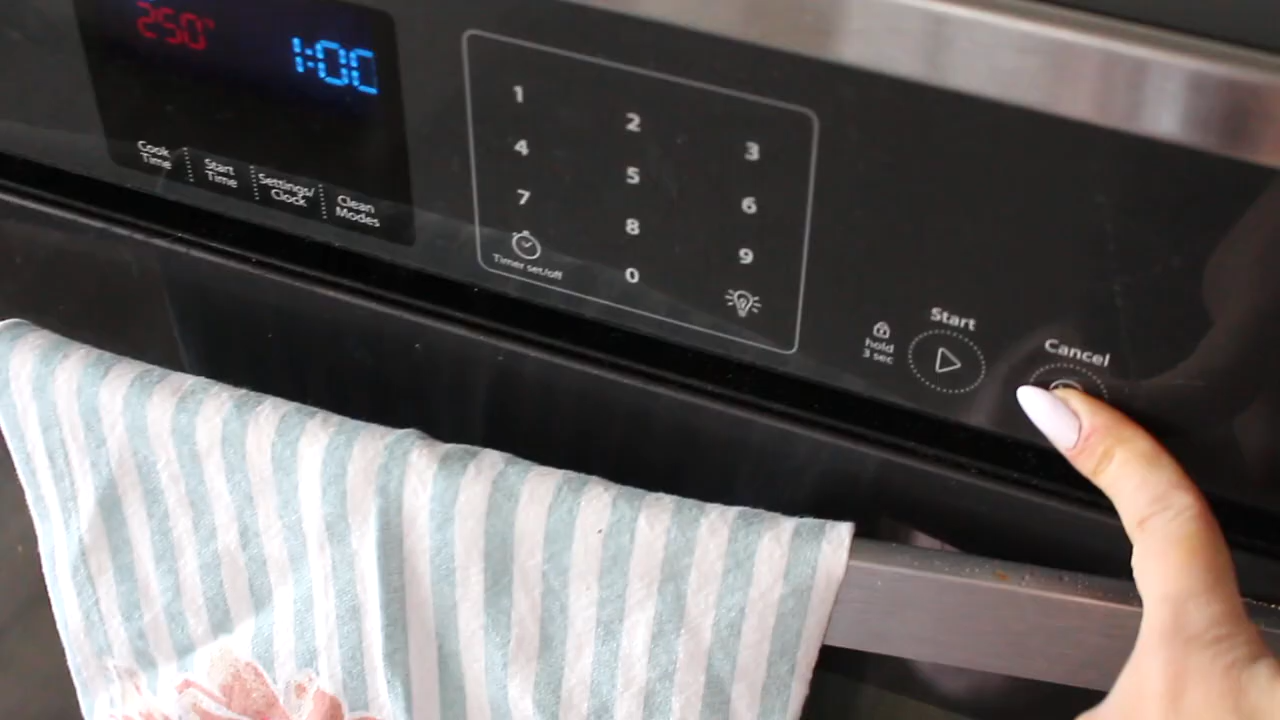 250°
1:00
Cook
Time
Start
Time
Settings/
Clock
Clean
Modes
1
2
3
4
5
6
7
8
9
Timer set/off
0
hold
3 sec
Start
Cancel